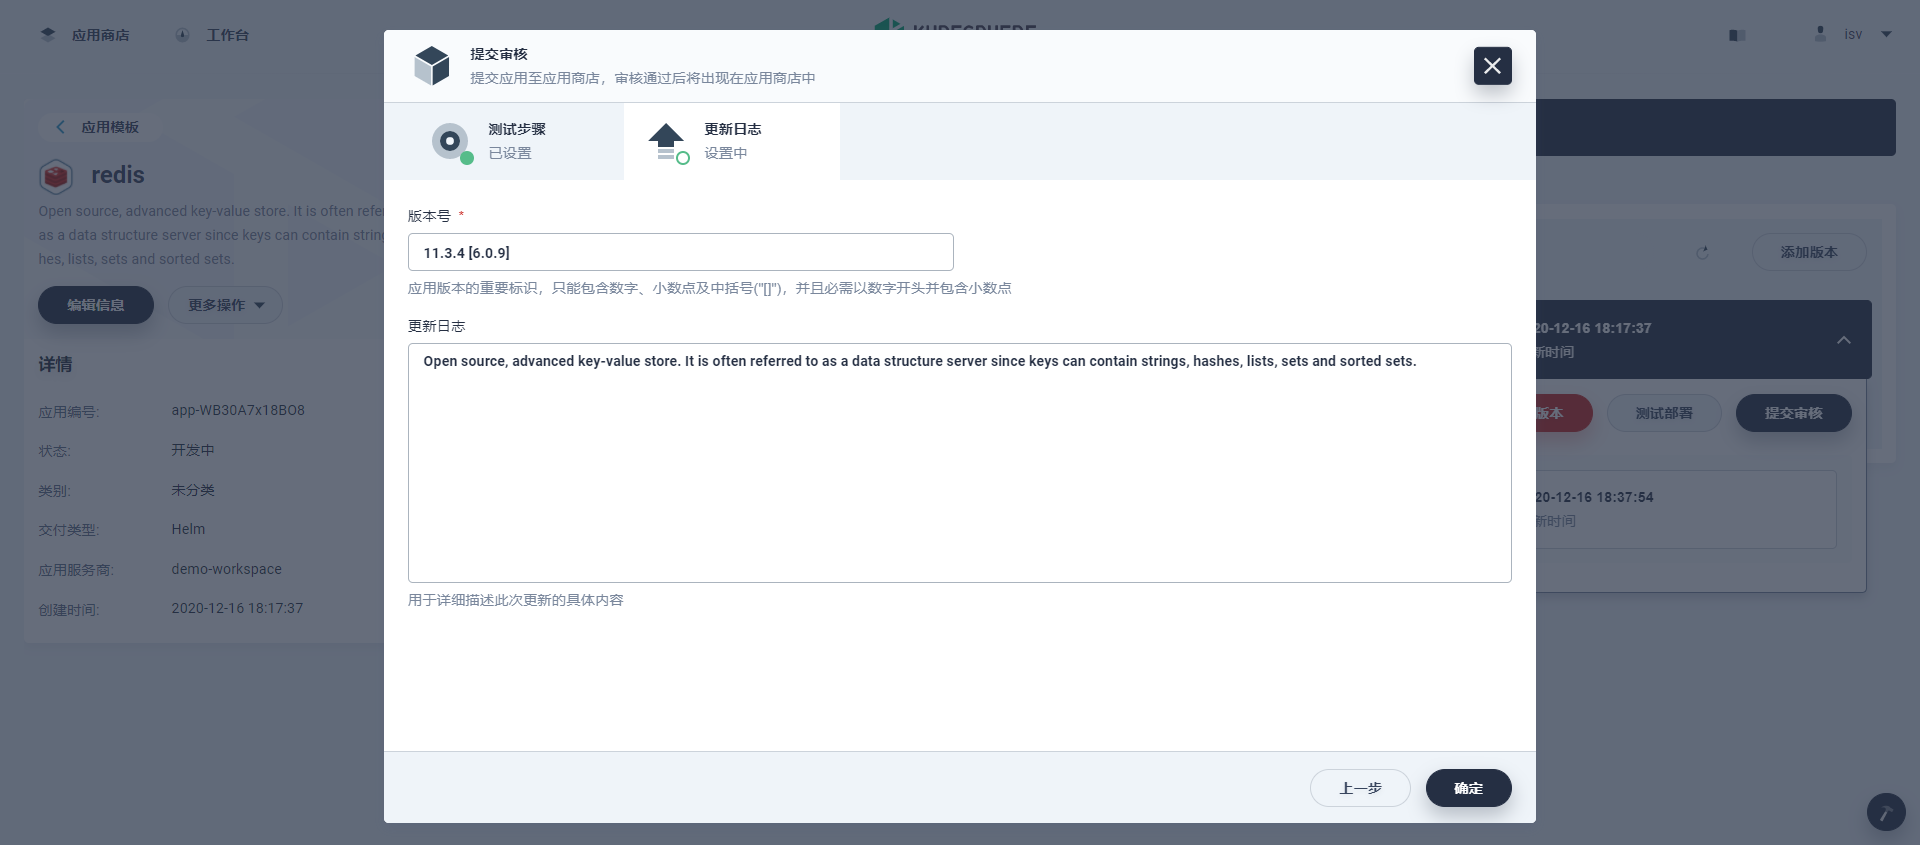 应用商店
工作台
KUBESPHERE
isv
应用模板
redis
Open source, advanced key-value store. It is often refe
as a data structure server since keys can contain string
hes, lists, sets and sorted sets.
编辑信息
更多操作
详情
应用编号: app-WB30A7x18BO8
状态: 开发中
类别: 未分类
交付类型: Helm
应用服务商: demo-workspace
创建时间: 2020-12-16 18:17:37
提交审核
提交应用至应用商店，审核通过后将出现在应用商店中
测试步骤
已设置
更新日志
设置中
版本号 *
11.3.4 [6.0.9]
应用版本的重要标识，只能包含数字、小数点及中括号("[]")，并且必需以数字开头并包含小数点
更新日志
Open source, advanced key-value store. It is often referred to as a data structure server since keys can contain strings, hashes, lists, sets and sorted sets.
用于详细描述此次更新的具体内容
上一步
确定
添加版本
20-12-16 18:17:37
新时间
版本
测试部署
提交审核
20-12-16 18:37:54
新时间